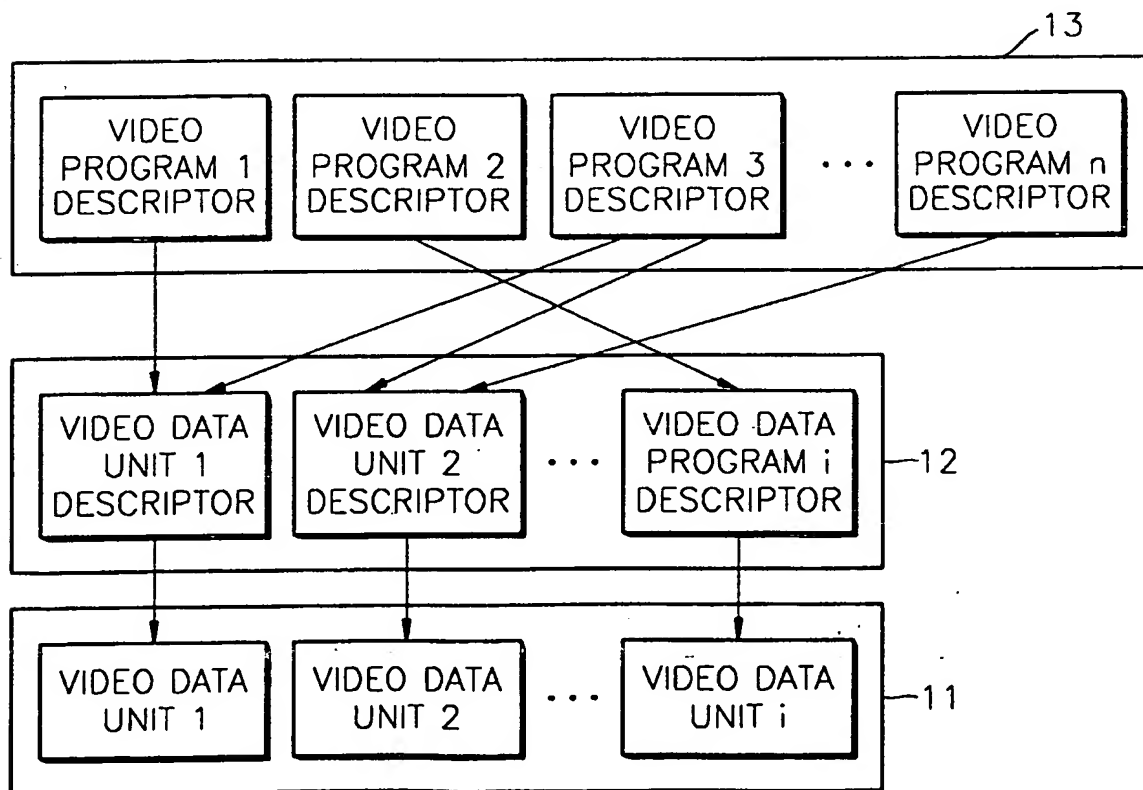 13
VIDEO
PROGRAM 1
DESCRIPTOR
VIDEO
PROGRAM 2
DESCRIPTOR
VIDEO
PROGRAM 3
DESCRIPTOR
...
VIDEO
PROGRAM n
DESCRIPTOR
VIDEO DATA
UNIT 1
DESCRIPTOR
VIDEO DATA
UNIT 2
DESCRIPTOR
...
VIDEO DATA
PROGRAM i
DESCRIPTOR
12
VIDEO DATA
UNIT 1
VIDEO DATA
UNIT 2
...
VIDEO DATA
UNIT i
11